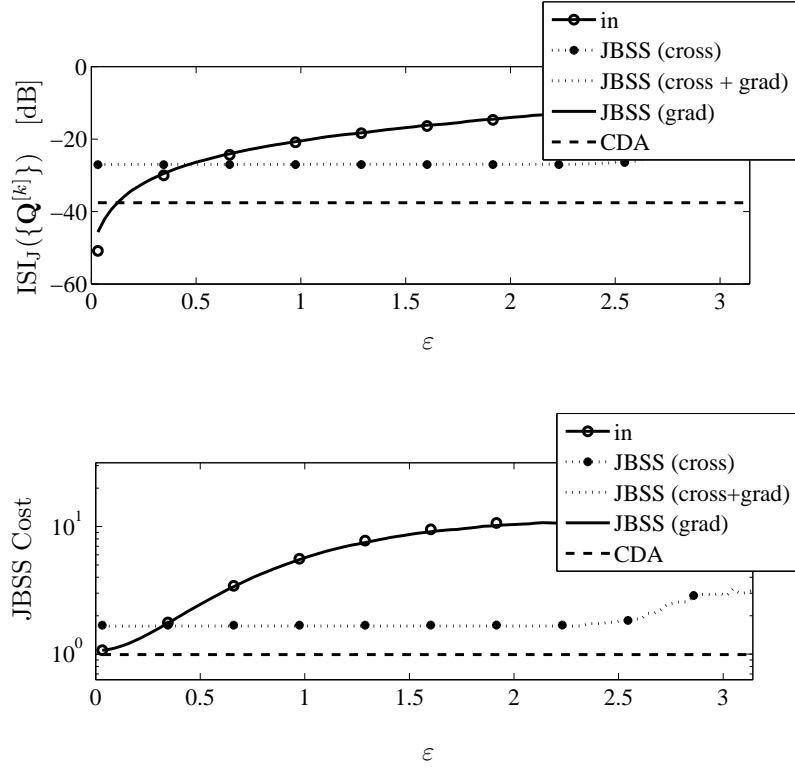 in
JBSS (cross)
JBSS (cross + grad)
JBSS (grad)
CDA
ISI_J({Q^{[k]}}) [dB]
0
−20
−40
−60
0 0.5 1 1.5 2 2.5 3
ε
in
JBSS (cross)
JBSS (cross+grad)
JBSS (grad)
CDA
JBSS Cost
10^1
10^0
0 0.5 1 1.5 2 2.5 3
ε